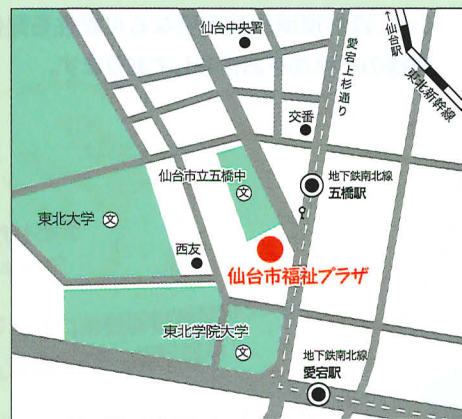 仙台中央署
愛宕上杉通り
←仙台駅
東北新幹線
交番
仙台市立五橋中
文
地下鉄南北線
五橋駅
東北大学
文
西友
仙台市福祉プラザ
東北学院大学
文
地下鉄南北線
愛宕駅